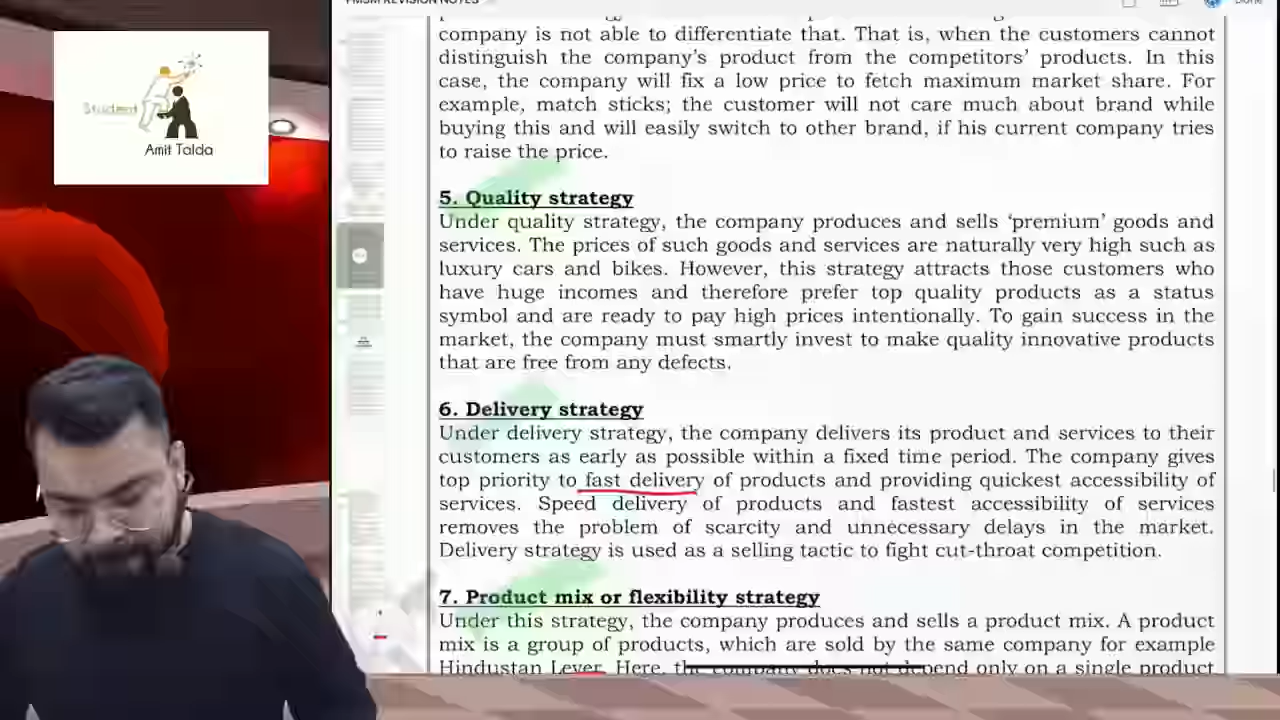 PMSM REVISION NOTES
Done
Student
Amit Talda
company is not able to differentiate that. That is, when the customers cannot
distinguish the company's product from the competitors' products. In this
case, the company will fix a low price to fetch maximum market share. For
example, match sticks; the customer will not care much about brand while
buying this and will easily switch to other brand, if his current company tries
to raise the price.
5. Quality strategy
Under quality strategy, the company produces and sells ‘premium’ goods and
services. The prices of such goods and services are naturally very high such as
luxury cars and bikes. However, this strategy attracts those customers who
have huge incomes and therefore prefer top quality products as a status
symbol and are ready to pay high prices intentionally. To gain success in the
market, the company must smartly invest to make quality innovative products
that are free from any defects.
6. Delivery strategy
Under delivery strategy, the company delivers its product and services to their
customers as early as possible within a fixed time period. The company gives
top priority to fast delivery of products and providing quickest accessibility of
services. Speed delivery of products and fastest accessibility of services
removes the problem of scarcity and unnecessary delays in the market.
Delivery strategy is used as a selling tactic to fight cut-throat competition.
7. Product mix or flexibility strategy
Under this strategy, the company produces and sells a product mix. A product
mix is a group of products, which are sold by the same company for example
Hindustan Lever. Here, the company does not depend only on a single product